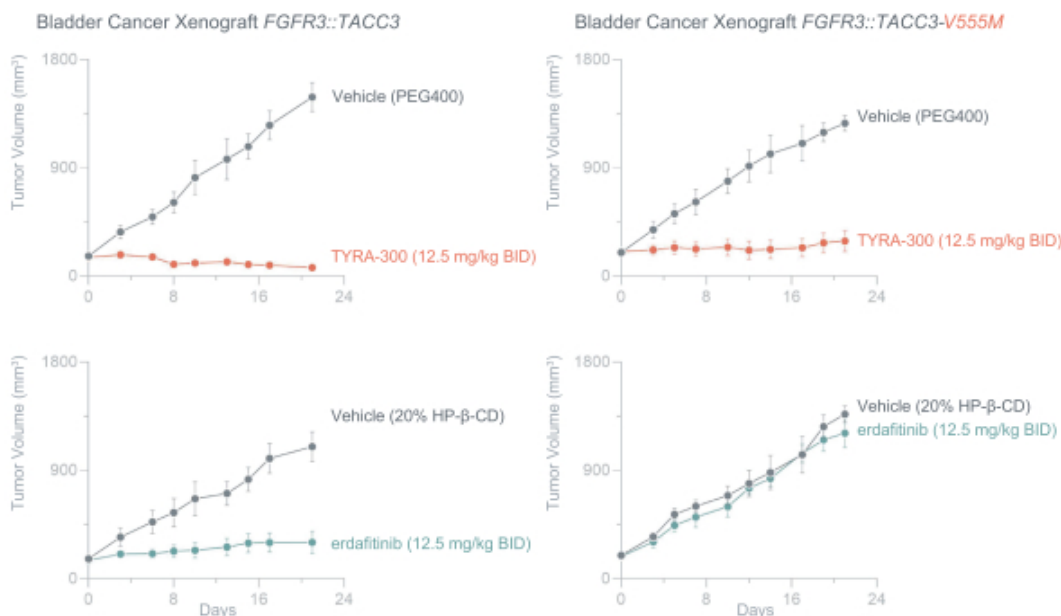 Bladder Cancer Xenograft FGFR3::TACC3
Bladder Cancer Xenograft FGFR3::TACC3-V555M
Tumor Volume (mm³)
1800
900
0
Vehicle (PEG400)
TYRA-300 (12.5 mg/kg BID)
0
8
16
24
Tumor Volume (mm³)
1800
900
0
Vehicle (PEG400)
TYRA-300 (12.5 mg/kg BID)
0
8
16
24
Tumor Volume (mm³)
1800
900
0
Vehicle (20% HP-β-CD)
erdafitinib (12.5 mg/kg BID)
0
8
16
24
Days
Tumor Volume (mm³)
1800
900
0
Vehicle (20% HP-β-CD)
erdafitinib (12.5 mg/kg BID)
0
8
16
24
Days